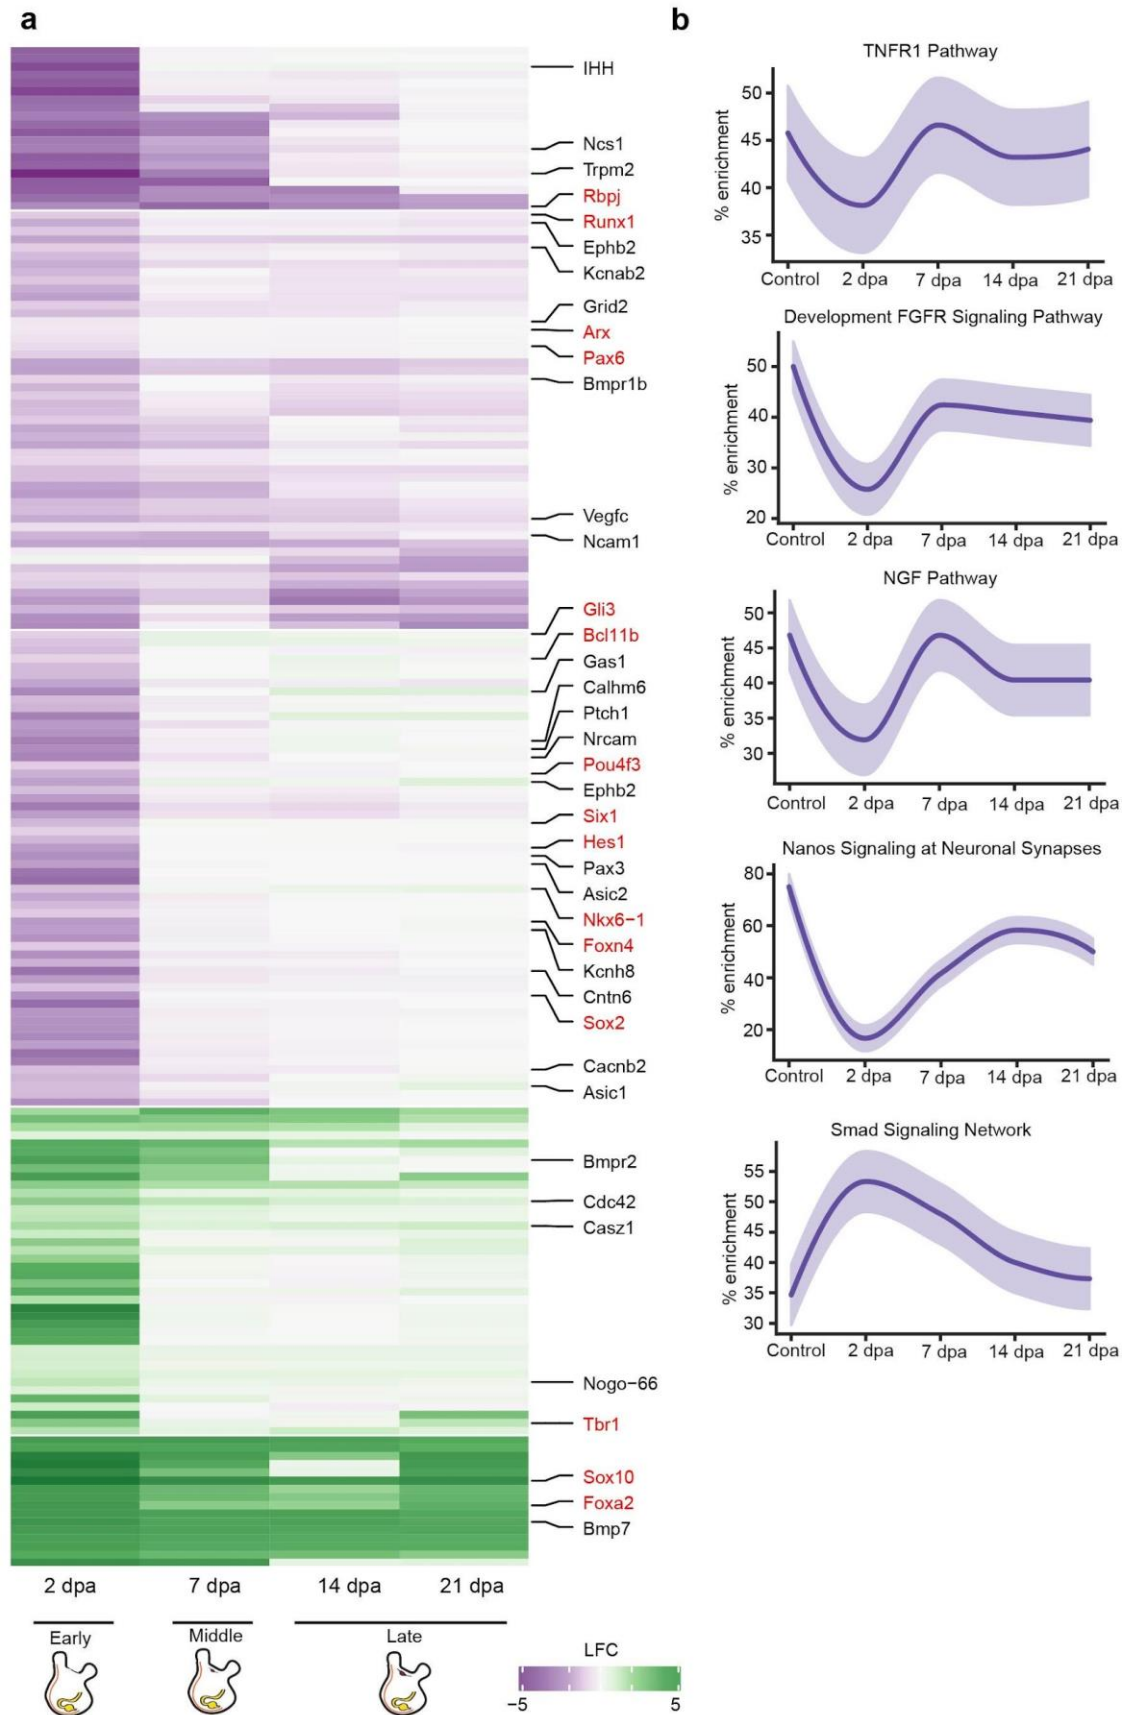 a
IHH
Ncs1
Trpm2
Rbpj
Runx1
Ephb2
Kcnab2
Grid2
Arx
Pax6
Bmpr1b
Vegfc
Ncam1
Gli3
Bcl11b
Gas1
Calhm6
Ptch1
Nrcam
Pou4f3
Ephb2
Six1
Hes1
Pax3
Asic2
Nkx6−1
Foxn4
Kcnh8
Cntn6
Sox2
Cacnb2
Asic1
Bmpr2
Cdc42
Casz1
Nogo−66
Tbr1
Sox10
Foxa2
Bmp7
2 dpa 7 dpa 14 dpa 21 dpa
Early Middle Late
LFC
−5 5
b
TNFR1 Pathway
% enrichment
50
45
40
35
Control 2 dpa 7 dpa 14 dpa 21 dpa
Development FGFR Signaling Pathway
% enrichment
50
40
30
20
Control 2 dpa 7 dpa 14 dpa 21 dpa
NGF Pathway
% enrichment
50
45
40
35
30
Control 2 dpa 7 dpa 14 dpa 21 dpa
Nanos Signaling at Neuronal Synapses
% enrichment
80
60
40
20
Control 2 dpa 7 dpa 14 dpa 21 dpa
Smad Signaling Network
% enrichment
55
50
45
40
35
30
Control 2 dpa 7 dpa 14 dpa 21 dpa